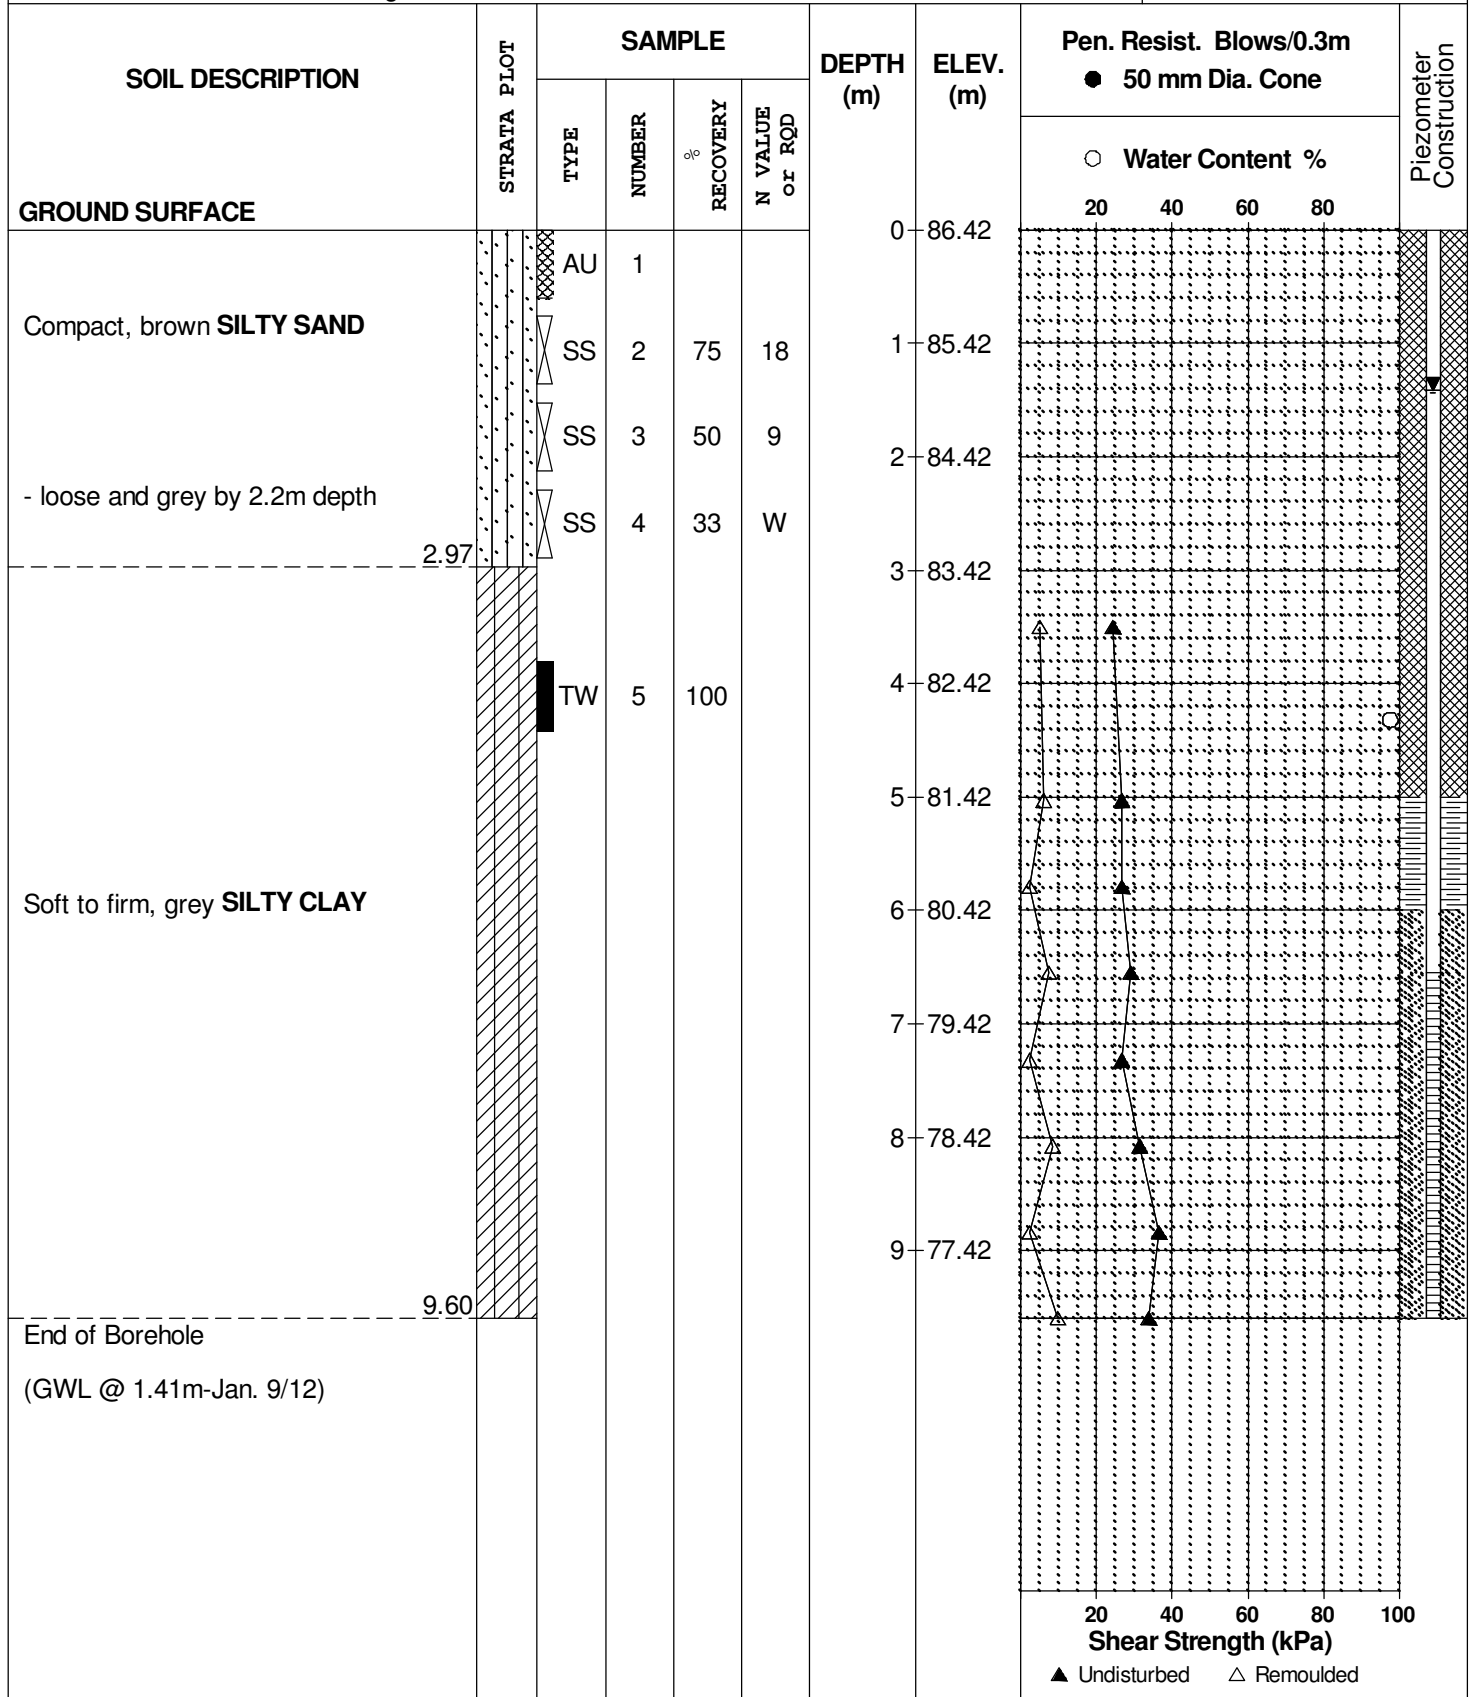 SOIL DESCRIPTION
GROUND SURFACE
STRATA PLOT
SAMPLE
TYPE
NUMBER
% RECOVERY
N VALUE or RQD
DEPTH (m)
ELEV. (m)
Pen. Resist. Blows/0.3m
● 50 mm Dia. Cone
○ Water Content %
20 40 60 80
Piezometer Construction
0 86.42
AU 1
Compact, brown SILTY SAND
SS 2 75 18
1 85.42
SS 3 50 9
2 84.42
- loose and grey by 2.2m depth
SS 4 33 W
2.97
3 83.42
TW 5 100
4 82.42
5 81.42
Soft to firm, grey SILTY CLAY
6 80.42
7 79.42
8 78.42
9 77.42
9.60
End of Borehole
(GWL @ 1.41m-Jan. 9/12)
20 40 60 80 100
Shear Strength (kPa)
▲ Undisturbed △ Remoulded